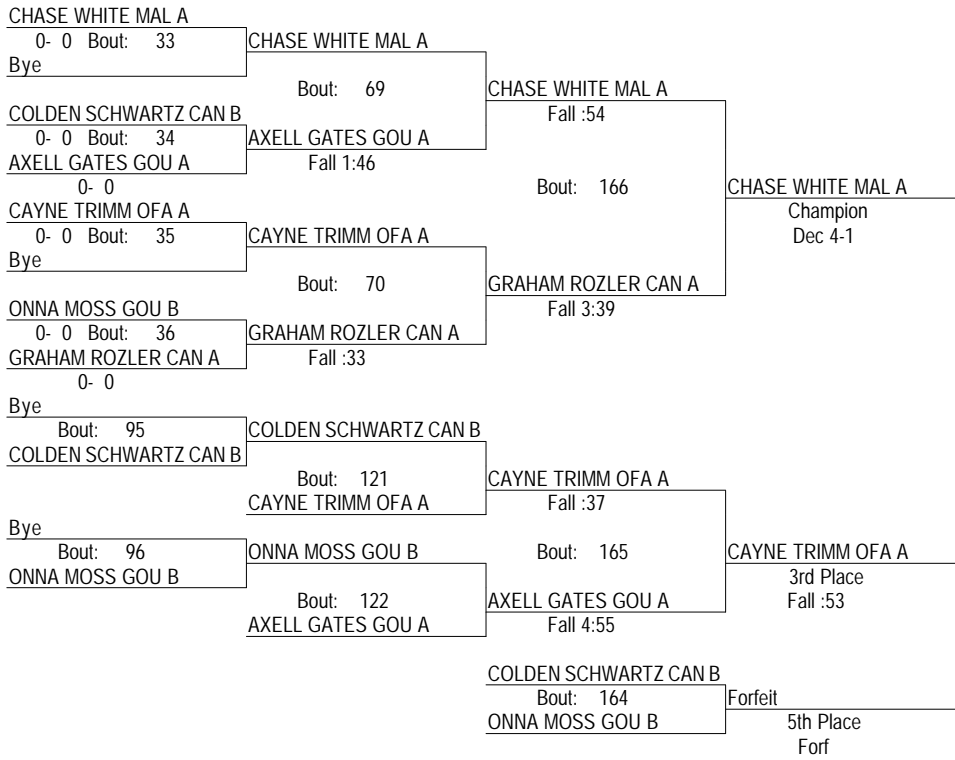 CHASE WHITE MAL A
0- 0 Bout: 33
Bye
CHASE WHITE MAL A
Bout: 69
COLDEN SCHWARTZ CAN B
0- 0 Bout: 34
AXELL GATES GOU A
0- 0
AXELL GATES GOU A
Fall 1:46
CHASE WHITE MAL A
Fall :54
Bout: 166
CAYNE TRIMM OFA A
0- 0 Bout: 35
Bye
CAYNE TRIMM OFA A
Bout: 70
ONNA MOSS GOU B
0- 0 Bout: 36
GRAHAM ROZLER CAN A
0- 0
GRAHAM ROZLER CAN A
Fall :33
GRAHAM ROZLER CAN A
Fall 3:39
CHASE WHITE MAL A
Champion
Dec 4-1
Bye
Bout: 95
COLDEN SCHWARTZ CAN B
COLDEN SCHWARTZ CAN B
Bout: 121
CAYNE TRIMM OFA A
CAYNE TRIMM OFA A
Fall :37
Bout: 165
Bye
Bout: 96
ONNA MOSS GOU B
ONNA MOSS GOU B
Bout: 122
AXELL GATES GOU A
AXELL GATES GOU A
Fall 4:55
CAYNE TRIMM OFA A
3rd Place
Fall :53
COLDEN SCHWARTZ CAN B
Bout: 164
ONNA MOSS GOU B
Forfeit
5th Place
Forf